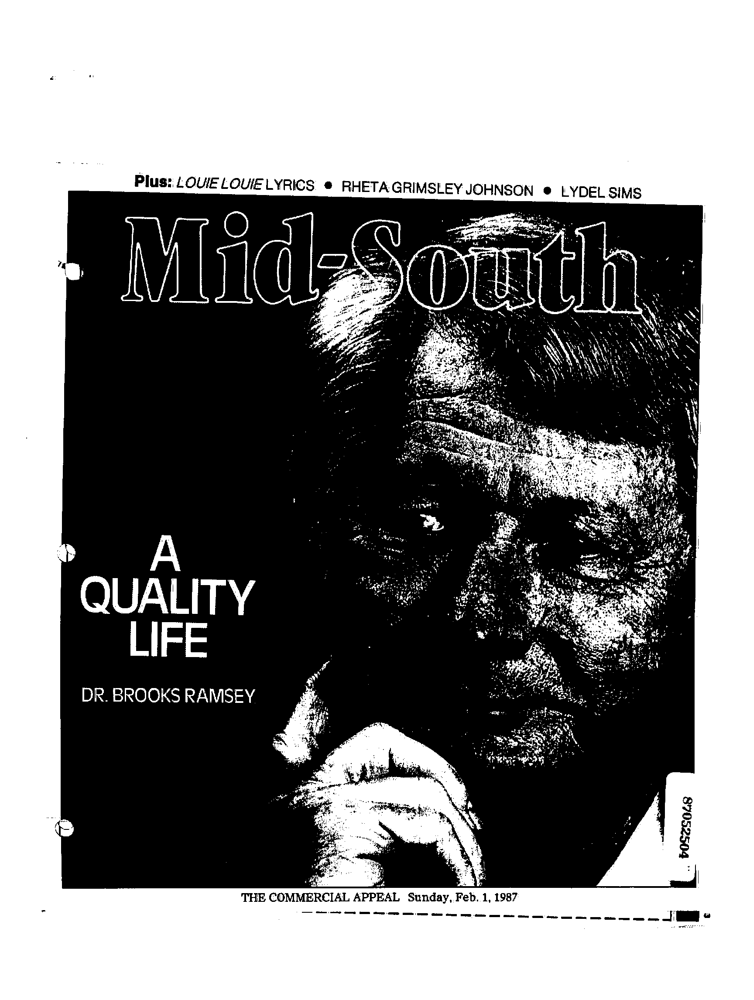 Plus: LOUIE LOUIE LYRICS • RHETA GRIMSLEY JOHNSON • LYDEL SIMS
Mid-South
A
QUALITY
LIFE
DR. BROOKS RAMSEY
87052504
THE COMMERCIAL APPEAL Sunday, Feb. 1, 1987